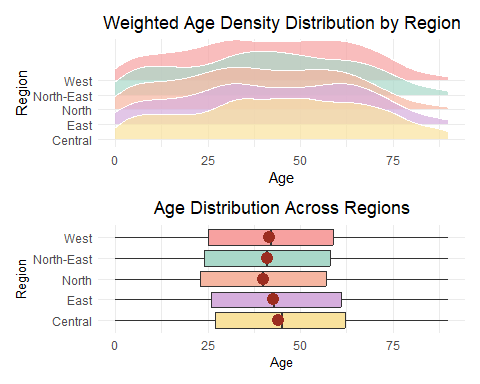 Weighted Age Density Distribution by Region
Region
West
North-East
North
East
Central
0 25 50 75
Age
Age Distribution Across Regions
Region
West
North-East
North
East
Central
0 25 50 75
Age